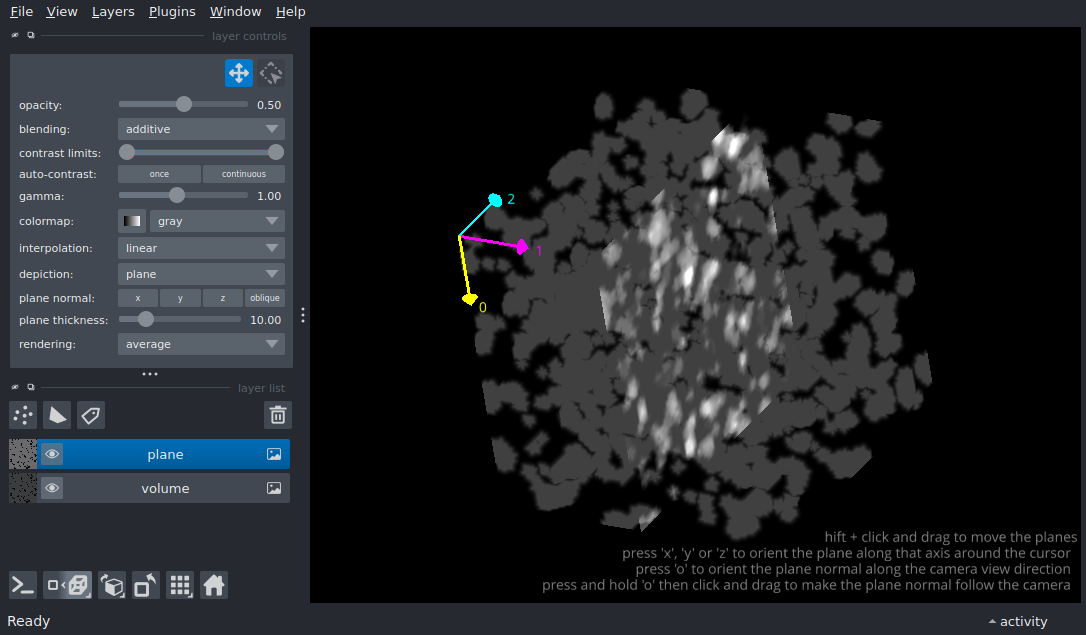 File View Layers Plugins Window Help
layer controls
opacity: 0.50
blending: additive
contrast limits:
auto-contrast: once continuous
gamma: 1.00
colormap: gray
interpolation: linear
depiction: plane
plane normal: x y z oblique
plane thickness: 10.00
rendering: average
layer list
plane
volume
2
1
0
hift + click and drag to move the planes
press 'x', 'y' or 'z' to orient the plane along that axis around the cursor
press 'o' to orient the plane normal along the camera view direction
press and hold 'o' then click and drag to make the plane normal follow the camera
Ready activity